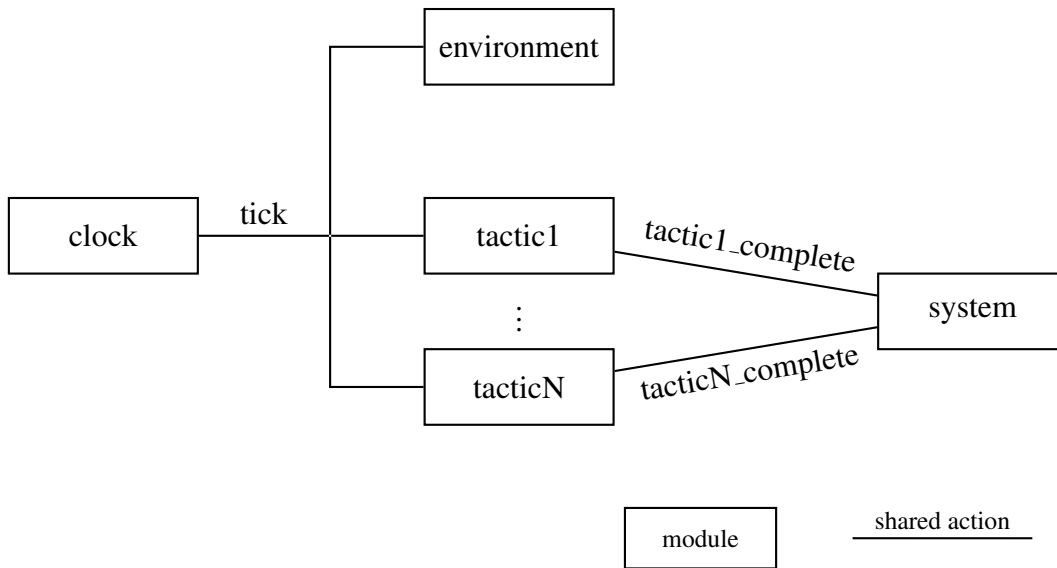 environment
clock
tick
tactic1
tactic1_complete
system
⋮
tacticN
tacticN_complete
module
shared action